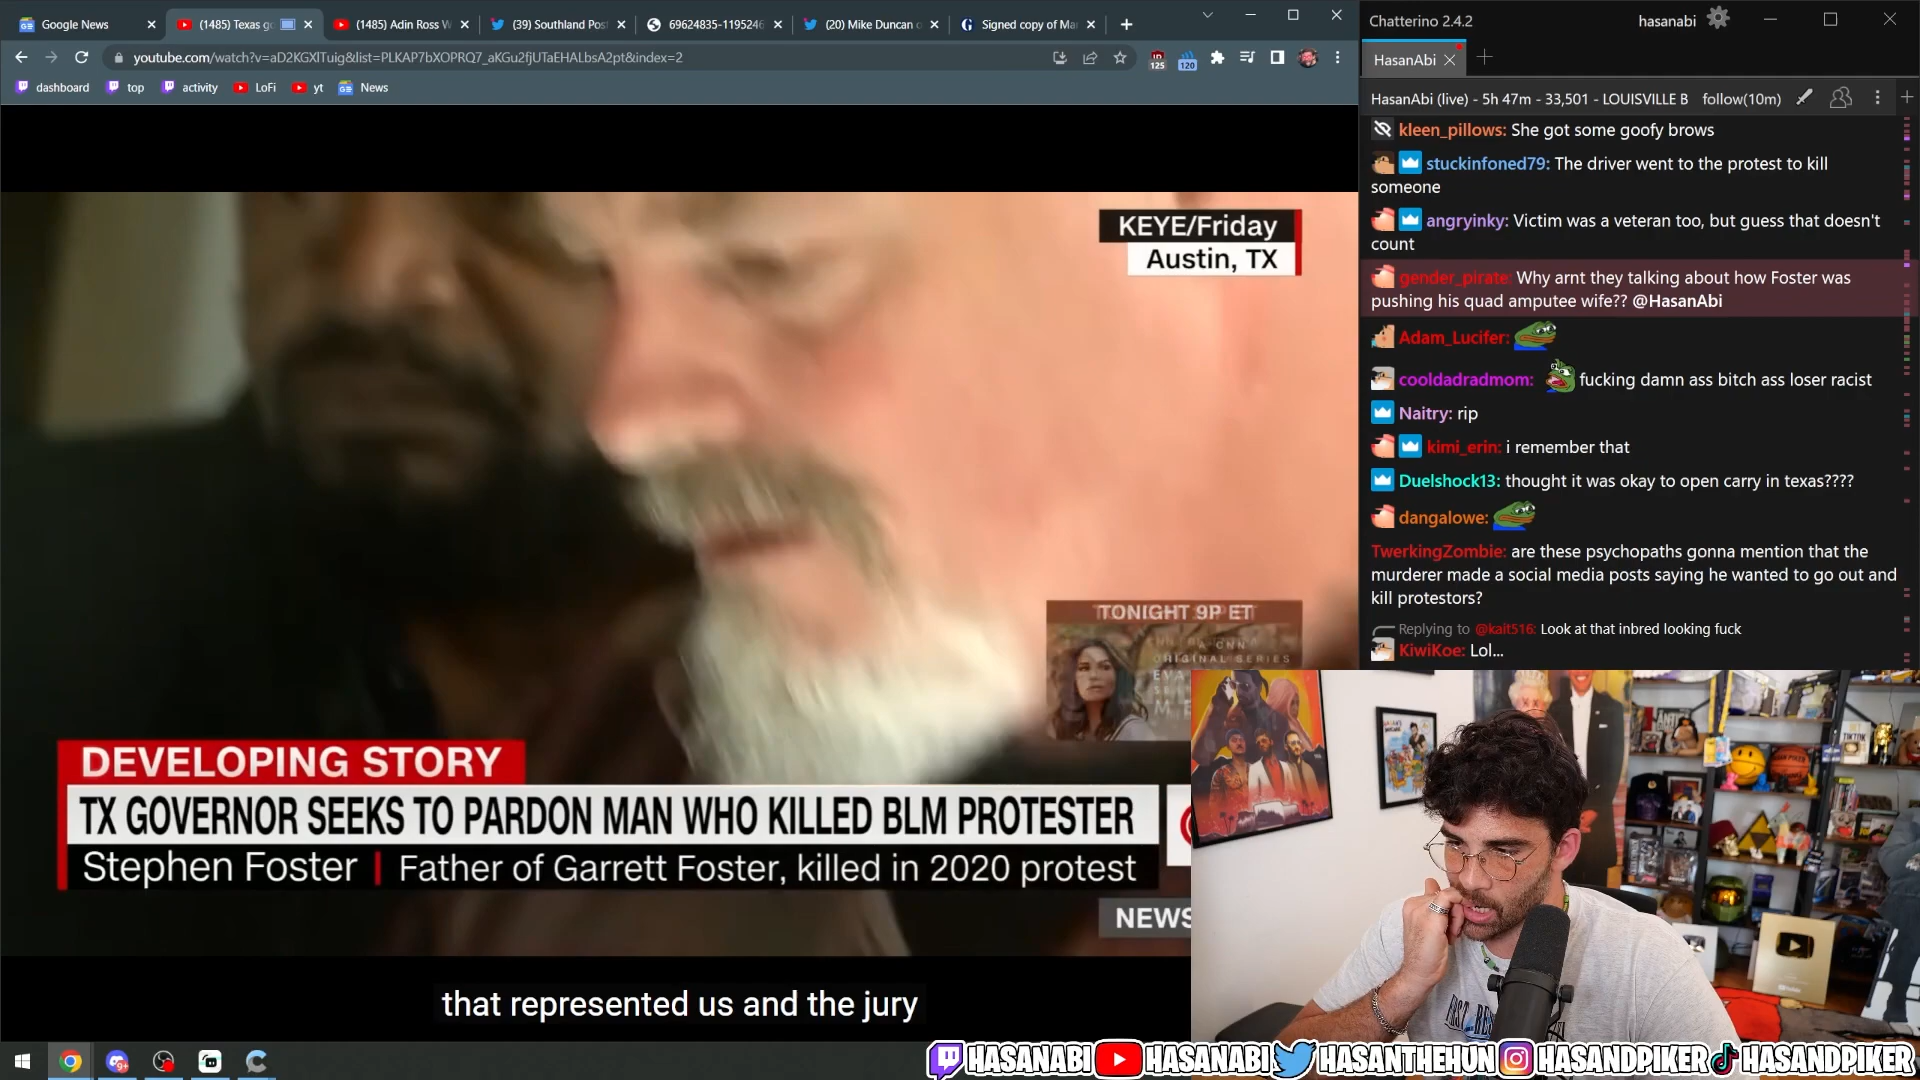 Google News
(1485) Texas go
(1485) Adin Ross W
(39) Southland Pos
69624835-1195246
(20) Mike Duncan o
Signed copy of Ma
youtube.com/watch?v=aD2KGXlTuig&list=PLKAP7bXOPRQ7_aKGu2fjUTaEHALbsA2pt&index=2
125
120
dashboard
top
activity
LoFi
yt
News
KEYE/Friday
Austin, TX
TONIGHT 9P ET
A CNN
ORIGINAL SERIES
DEVELOPING STORY
TX GOVERNOR SEEKS TO PARDON MAN WHO KILLED BLM PROTESTER
Stephen Foster | Father of Garrett Foster, killed in 2020 protest
NEWS
that represented us and the jury
Chatterino 2.4.2
hasanabi
HasanAbi
HasanAbi (live) - 5h 47m - 33,501 - LOUISVILLE B
follow(10m)
kleen_pillows: She got some goofy brows
stuckinfoned79: The driver went to the protest to kill
someone
angryinky: Victim was a veteran too, but guess that doesn't
count
gender_pirate: Why arnt they talking about how Foster was
pushing his quad amputee wife?? @HasanAbi
Adam_Lucifer:
cooldadradmom: fucking damn ass bitch ass loser racist
Naitry: rip
kimi_erin: i remember that
Duelshock13: thought it was okay to open carry in texas????
dangalowe:
TwerkingZombie: are these psychopaths gonna mention that the
murderer made a social media posts saying he wanted to go out and
kill protestors?
Replying to @kait516: Look at that inbred looking fuck
KiwiKoe: Lol...
HASANABI
HASANABI
HASANTHEHUN
HASANDPIKER
HASANDPIKER